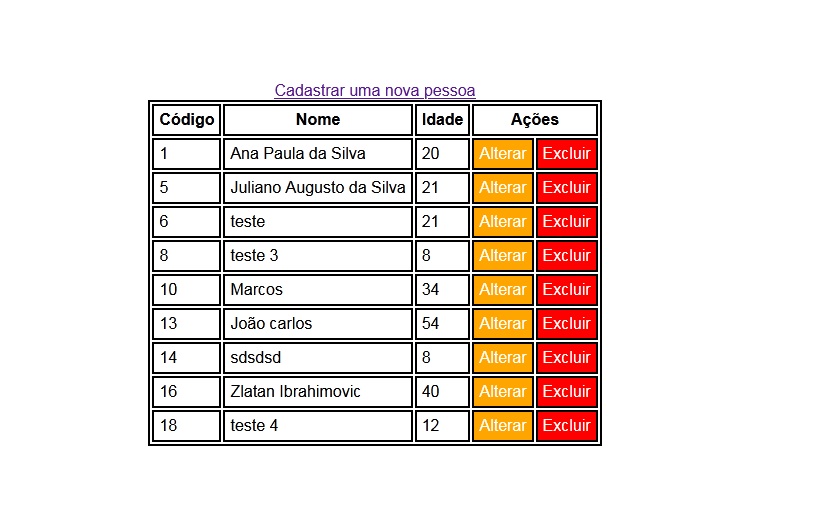 Cadastrar uma nova pessoa
Código Nome Idade Ações
1 Ana Paula da Silva 20 Alterar Excluir
5 Juliano Augusto da Silva 21 Alterar Excluir
6 teste 21 Alterar Excluir
8 teste 3 8 Alterar Excluir
10 Marcos 34 Alterar Excluir
13 João carlos 54 Alterar Excluir
14 sdsdsd 8 Alterar Excluir
16 Zlatan Ibrahimovic 40 Alterar Excluir
18 teste 4 12 Alterar Excluir